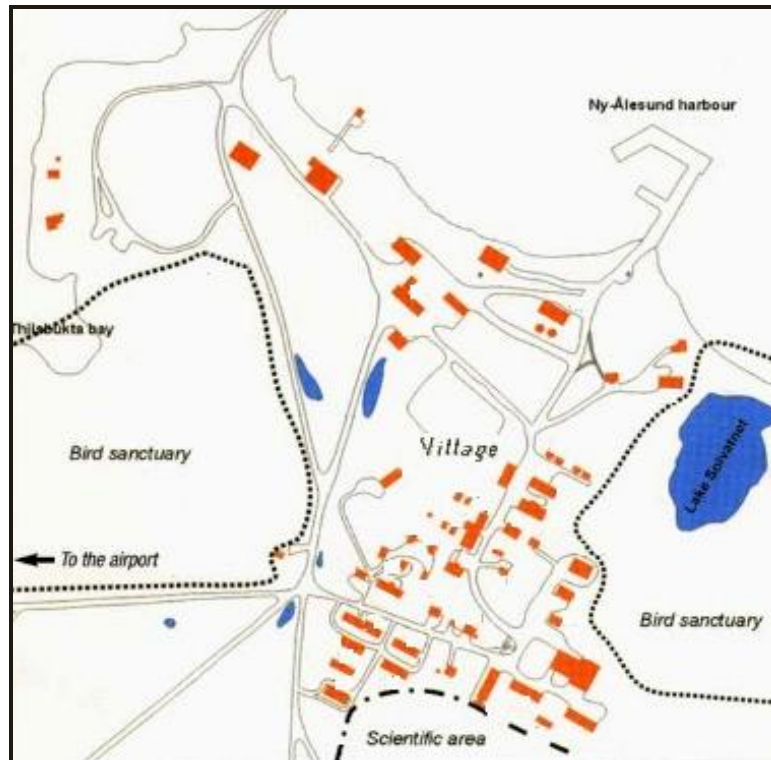 Ny-Ålesund harbour
Thiisbukta bay
Bird sanctuary
Village
Lake Solvatnet
To the airport
Bird sanctuary
Scientific area